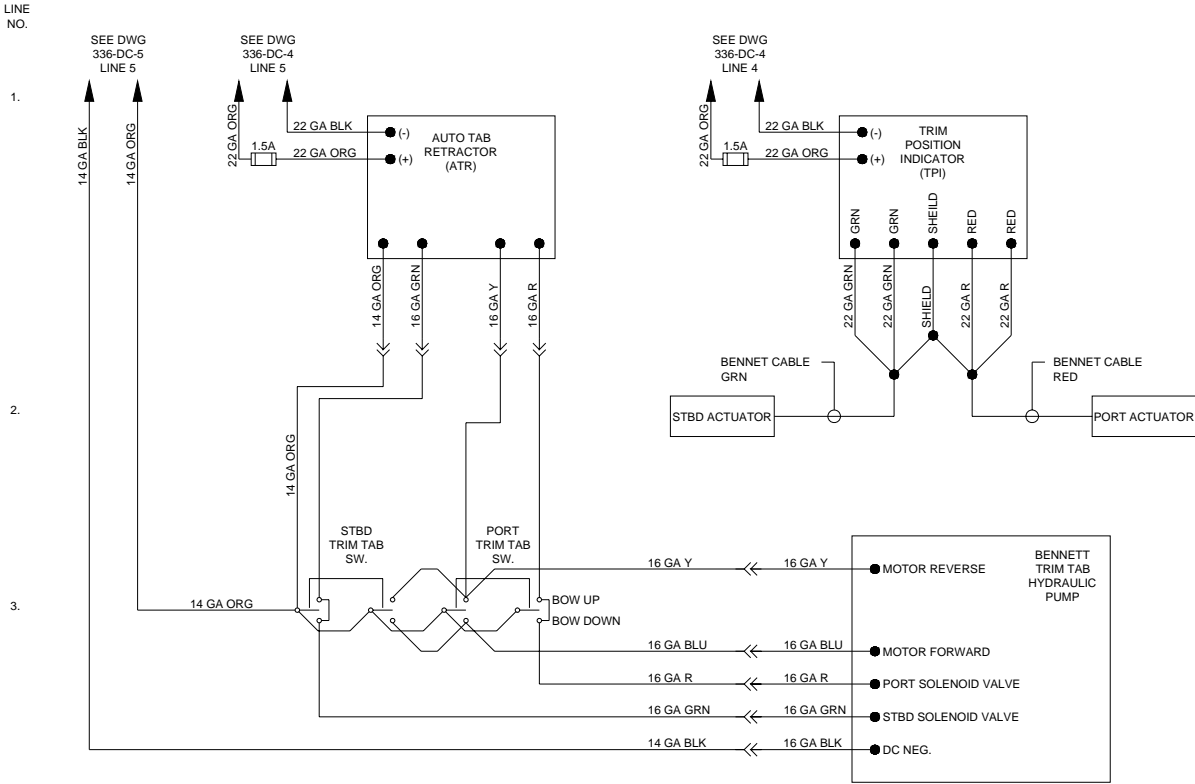 LINE
NO.
SEE DWG
336-DC-5
LINE 5
SEE DWG
336-DC-4
LINE 5
SEE DWG
336-DC-4
LINE 4
1.
14 GA BLK
14 GA ORG
22 GA ORG
1.5A
22 GA BLK
22 GA ORG
(-)
(+)
AUTO TAB
RETRACTOR
(ATR)
22 GA ORG
1.5A
22 GA BLK
22 GA ORG
(-)
(+)
TRIM
POSITION
INDICATOR
(TPI)
GRN
GRN
SHEILD
RED
RED
14 GA ORG
16 GA GRN
16 GA Y
16 GA R
22 GA GRN
22 GA GRN
SHIELD
22 GA R
22 GA R
BENNET CABLE
GRN
BENNET CABLE
RED
2.
STBD ACTUATOR
PORT ACTUATOR
14 GA ORG
STBD
TRIM TAB
SW.
PORT
TRIM TAB
SW.
BENNETT
TRIM TAB
HYDRAULIC
PUMP
16 GA Y
16 GA Y
MOTOR REVERSE
3.
14 GA ORG
BOW UP
BOW DOWN
16 GA BLU
16 GA BLU
MOTOR FORWARD
16 GA R
16 GA R
PORT SOLENOID VALVE
16 GA GRN
16 GA GRN
STBD SOLENOID VALVE
14 GA BLK
16 GA BLK
DC NEG.